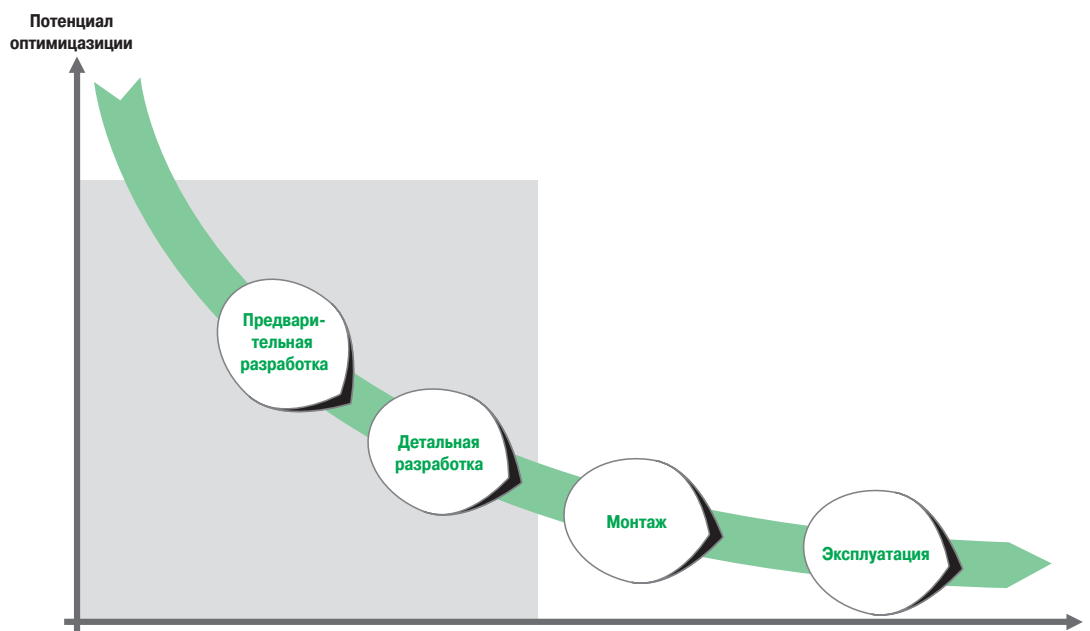 Потенциал
оптимицазиции
Предвари-
тельная
разработка
Детальная
разработка
Монтаж
Эксплуатация